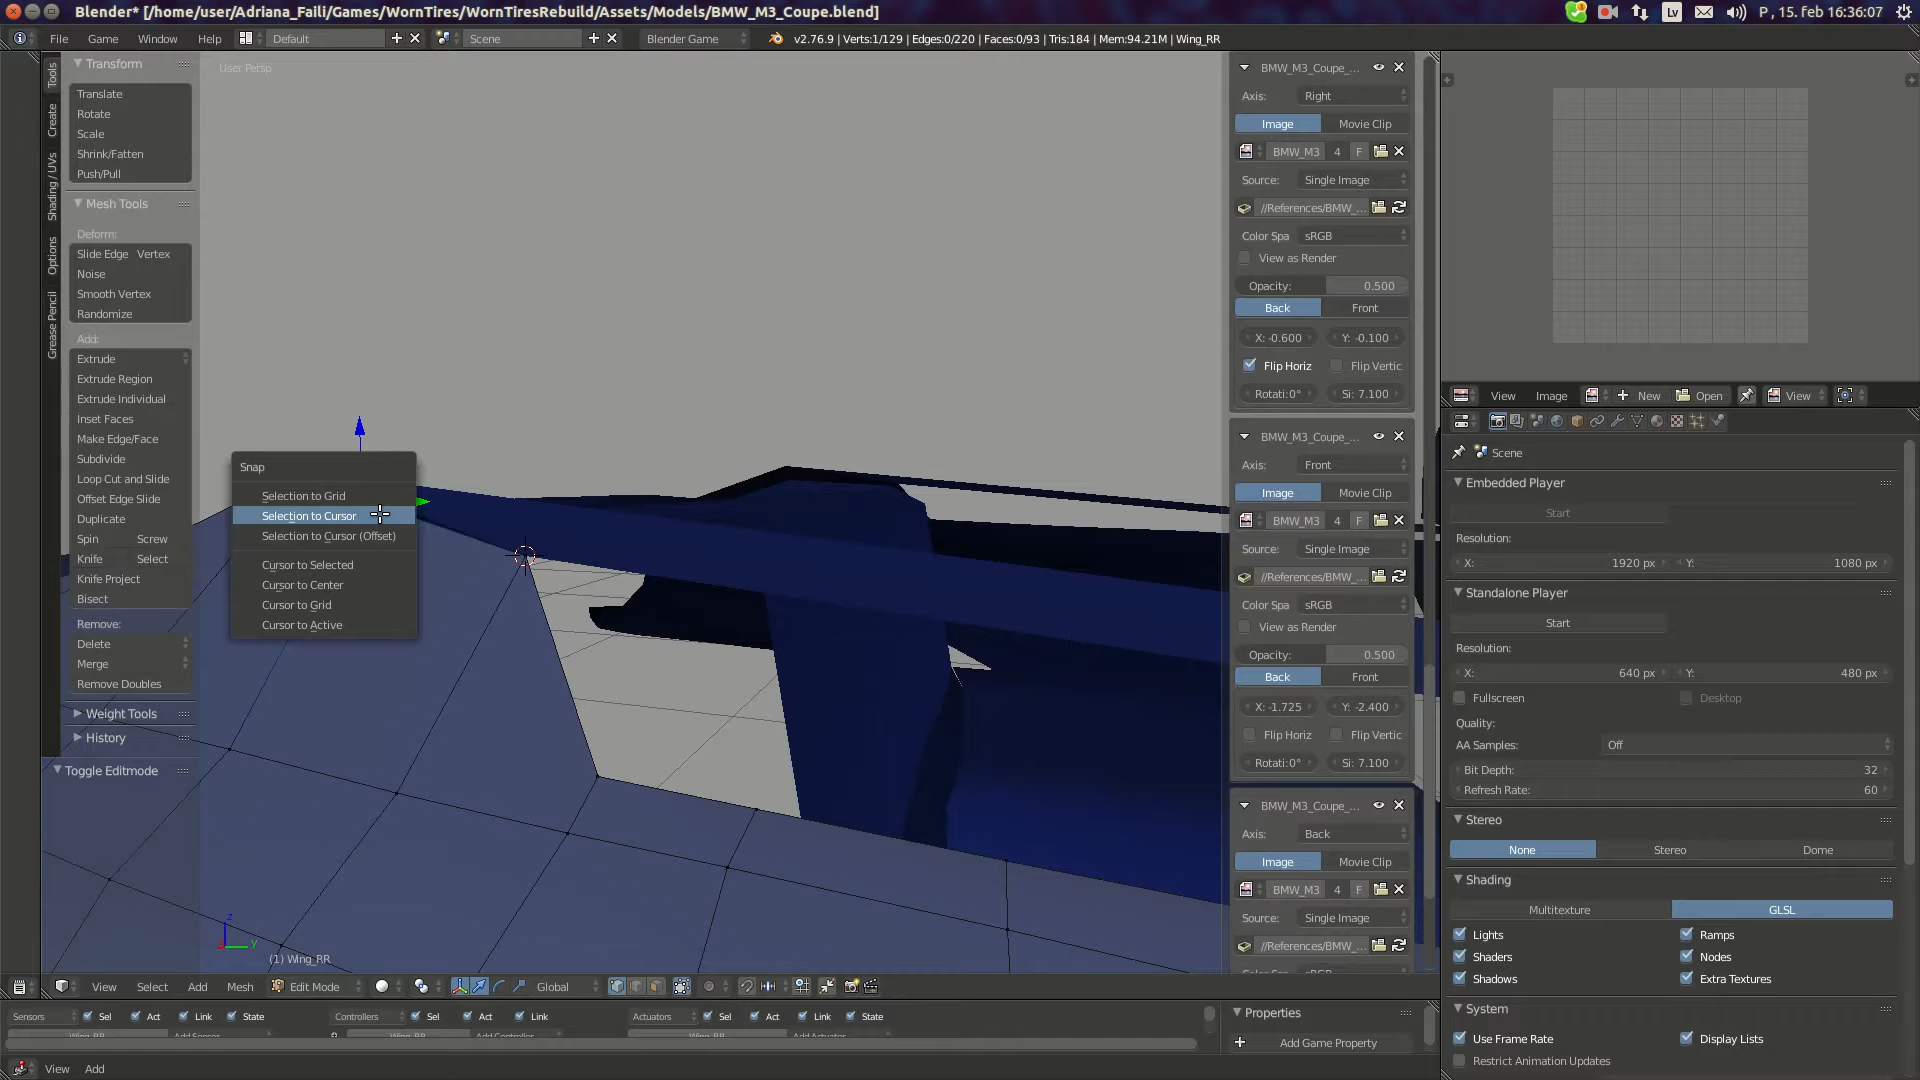 Blender* [/home/user/Adriana_Faili/Games/WornTires/WornTiresRebuild/Assets/Models/BMW_M3_Coupe.blend]
Lv
P , 15. feb 16:36:07
File Game Window Help
Default
Scene
Blender Game
v2.76.9 | Verts:1/129 | Edges:0/220 | Faces:0/93 | Tris:184 | Mem:94.21M | Wing_RR
Tools
Create
Shading / UVs
Options
Grease Pencil
Transform
Translate
Rotate
Scale
Shrink/Fatten
Push/Pull
Mesh Tools
Deform:
Slide Edge Vertex
Noise
Smooth Vertex
Randomize
Add:
Extrude
Extrude Region
Extrude Individual
Inset Faces
Make Edge/Face
Subdivide
Loop Cut and Slide
Offset Edge Slide
Duplicate
Spin Screw
Knife Select
Knife Project
Bisect
Remove:
Delete
Merge
Remove Doubles
Weight Tools
History
Toggle Editmode
User Persp
Snap
Selection to Grid
Selection to Cursor
Selection to Cursor (Offset)
Cursor to Selected
Cursor to Center
Cursor to Grid
Cursor to Active
z
y
(1) Wing_RR
BMW_M3_Coupe_...
Axis: Right
Image Movie Clip
BMW_M3 4 F
Source: Single Image
//References/BMW_...
Color Spa sRGB
View as Render
Opacity: 0.500
Back Front
X: -0.600 Y: -0.100
Flip Horiz Flip Vertic
Rotati:0° Si: 7.100
BMW_M3_Coupe_...
Axis: Front
Image Movie Clip
BMW_M3 4 F
Source: Single Image
//References/BMW_...
Color Spa sRGB
View as Render
Opacity: 0.500
Back Front
X: -1.725 Y: -2.400
Flip Horiz Flip Vertic
Rotati:0° Si: 7.100
BMW_M3_Coupe_...
Axis: Back
Image Movie Clip
BMW_M3 4 F
Source: Single Image
//References/BMW_...
View Image New Open View
Scene
Embedded Player
Start
Resolution:
X: 1920 px Y: 1080 px
Standalone Player
Start
Resolution:
X: 640 px Y: 480 px
Fullscreen Desktop
Quality:
AA Samples: Off
Bit Depth: 32
Refresh Rate: 60
Stereo
None Stereo Dome
Shading
Multitexture GLSL
Lights Ramps
Shaders Nodes
Shadows Extra Textures
System
Use Frame Rate Display Lists
Restrict Animation Updates
View Select Add Mesh Edit Mode Global
Sensors Sel Act Link State
Controllers Sel Act Link
Actuators Sel Act Link State
Wing_RR Add Sensor Wing_RR Add Controller Wing_RR Add Actuator
Properties
Add Game Property
View Add